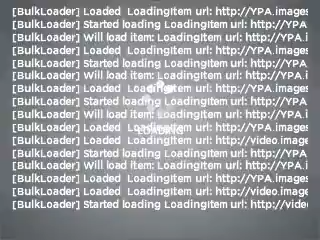 [BulkLoader] Loaded LoadingItem url: http://YPA.images
[BulkLoader] Started loading LoadingItem url: http://YPA
[BulkLoader] Will load item: LoadingItem url: http://YPA.
[BulkLoader] Loaded LoadingItem url: http://YPA.images
[BulkLoader] Started loading LoadingItem url: http://YPA
[BulkLoader] Will load item: LoadingItem url: http://YPA.i
[BulkLoader] Loaded LoadingItem url: http://YPA.images
[BulkLoader] Started loading LoadingItem url: http://YPA
[BulkLoader] Will load item: LoadingItem url: http://YPA.i
[BulkLoader] Loaded LoadingItem url: http://YPA.images
LOADING
[BulkLoader] Loaded LoadingItem url: http://video.image
[BulkLoader] Started loading LoadingItem url: http://YPA
[BulkLoader] Will load item: LoadingItem url: http://YPA.i
[BulkLoader] Loaded LoadingItem url: http://YPA.images
[BulkLoader] Loaded LoadingItem url: http://video.image
[BulkLoader] Started loading LoadingItem url: http://vide